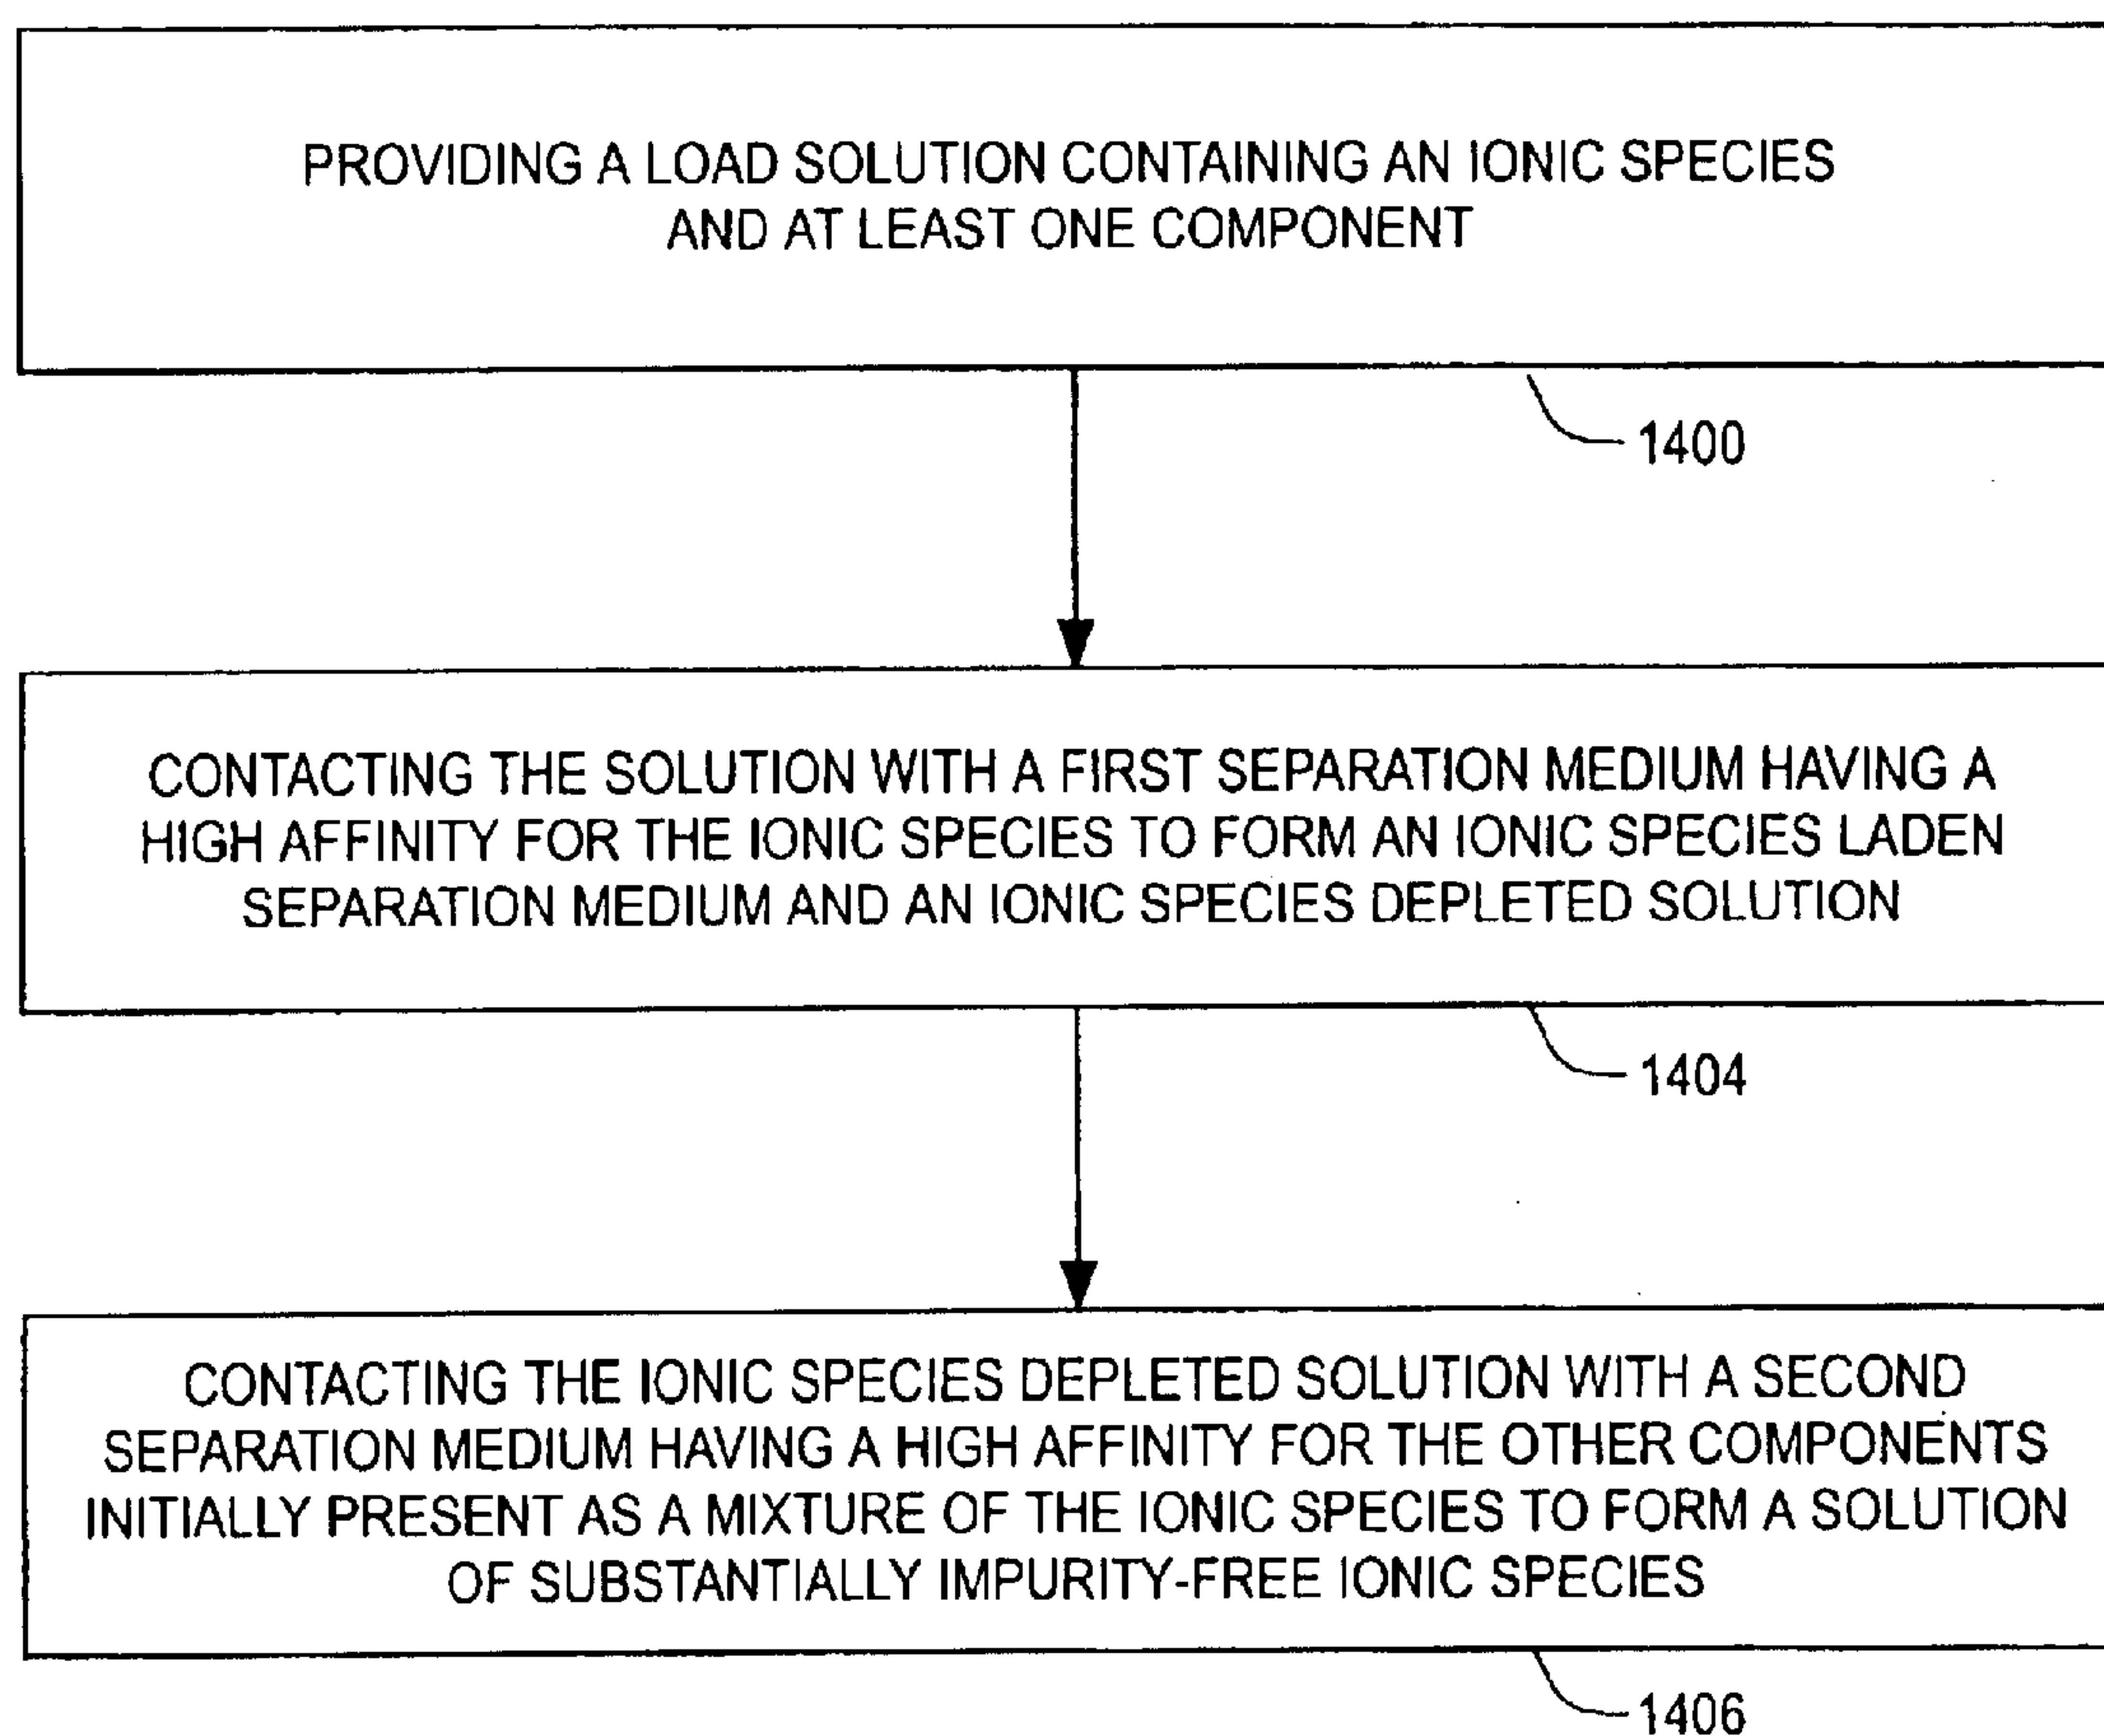 PROVIDING A LOAD SOLUTION CONTAINING AN IONIC SPECIES
AND AT LEAST ONE COMPONENT
1400
CONTACTING THE SOLUTION WITH A FIRST SEPARATION MEDIUM HAVING A
HIGH AFFINITY FOR THE IONIC SPECIES TO FORM AN IONIC SPECIES LADEN
SEPARATION MEDIUM AND AN IONIC SPECIES DEPLETED SOLUTION
1404
CONTACTING THE IONIC SPECIES DEPLETED SOLUTION WITH A SECOND
SEPARATION MEDIUM HAVING A HIGH AFFINITY FOR THE OTHER COMPONENTS
INITIALLY PRESENT AS A MIXTURE OF THE IONIC SPECIES TO FORM A SOLUTION
OF SUBSTANTIALLY IMPURITY-FREE IONIC SPECIES
1406